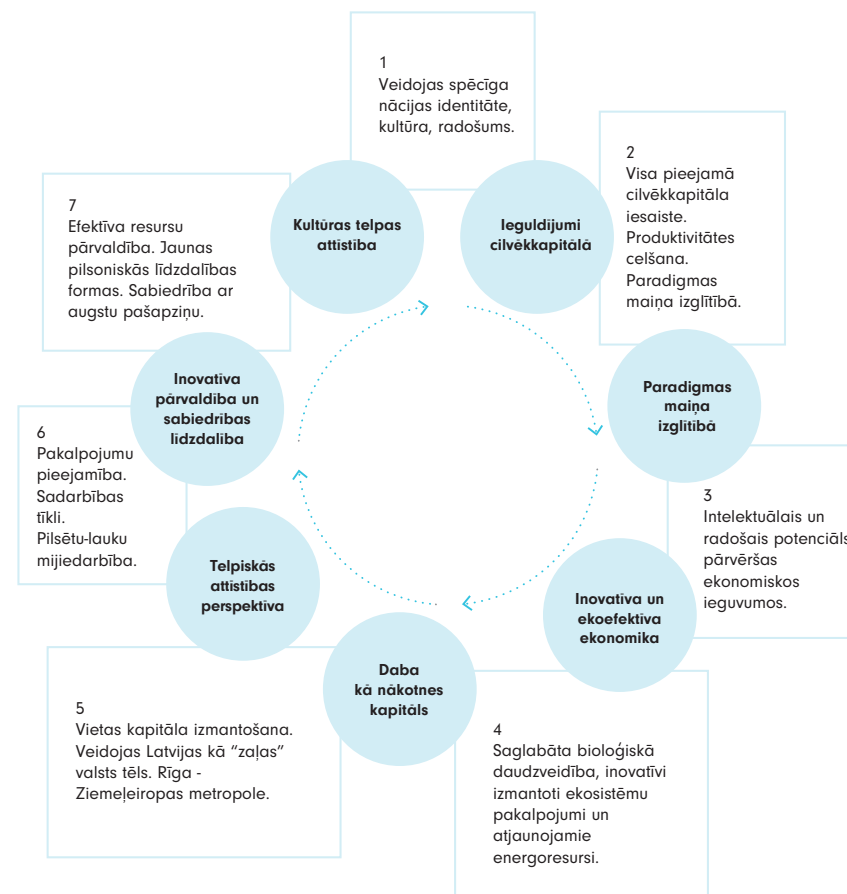 1
Veidojas spēcīga
nācijas identitāte,
kultūra, radošums.
Kultūras telpas
attīstība
Ieguldījumi
cilvēkkapitālā
2
Visa pieejamā
cilvēkkapitāla
iesaiste.
Produktivitātes
celšana.
Paradigmas
maiņa izglītībā.
Paradigmas
maiņa
izglītībā
3
Intelektuālais un
radošais potenciāls
pārvēršas
ekonomiskos
ieguvumos.
Inovatīva un
ekoefektīva
ekonomika
4
Saglabāta bioloģiskā
daudzveidība, inovatīvi
izmantoti ekosistēmu
pakalpojumi un
atjaunojamie
energoresursi.
Daba
kā nākotnes
kapitāls
5
Vietas kapitāla izmantošana.
Veidojas Latvijas kā “zaļas”
valsts tēls. Rīga -
Ziemeļeiropas metropole.
Telpiskās
attīstības
perspektīva
6
Pakalpojumu
pieejamība.
Sadarbības
tīkli.
Pilsētu-lauku
mijiedarbība.
Inovatīva
pārvaldība un
sabiedrības
līdzdalība
7
Efektīva resursu
pārvaldība. Jaunas
pilsoniskās līdzdalības
formas. Sabiedrība ar
augstu pašapziņu.